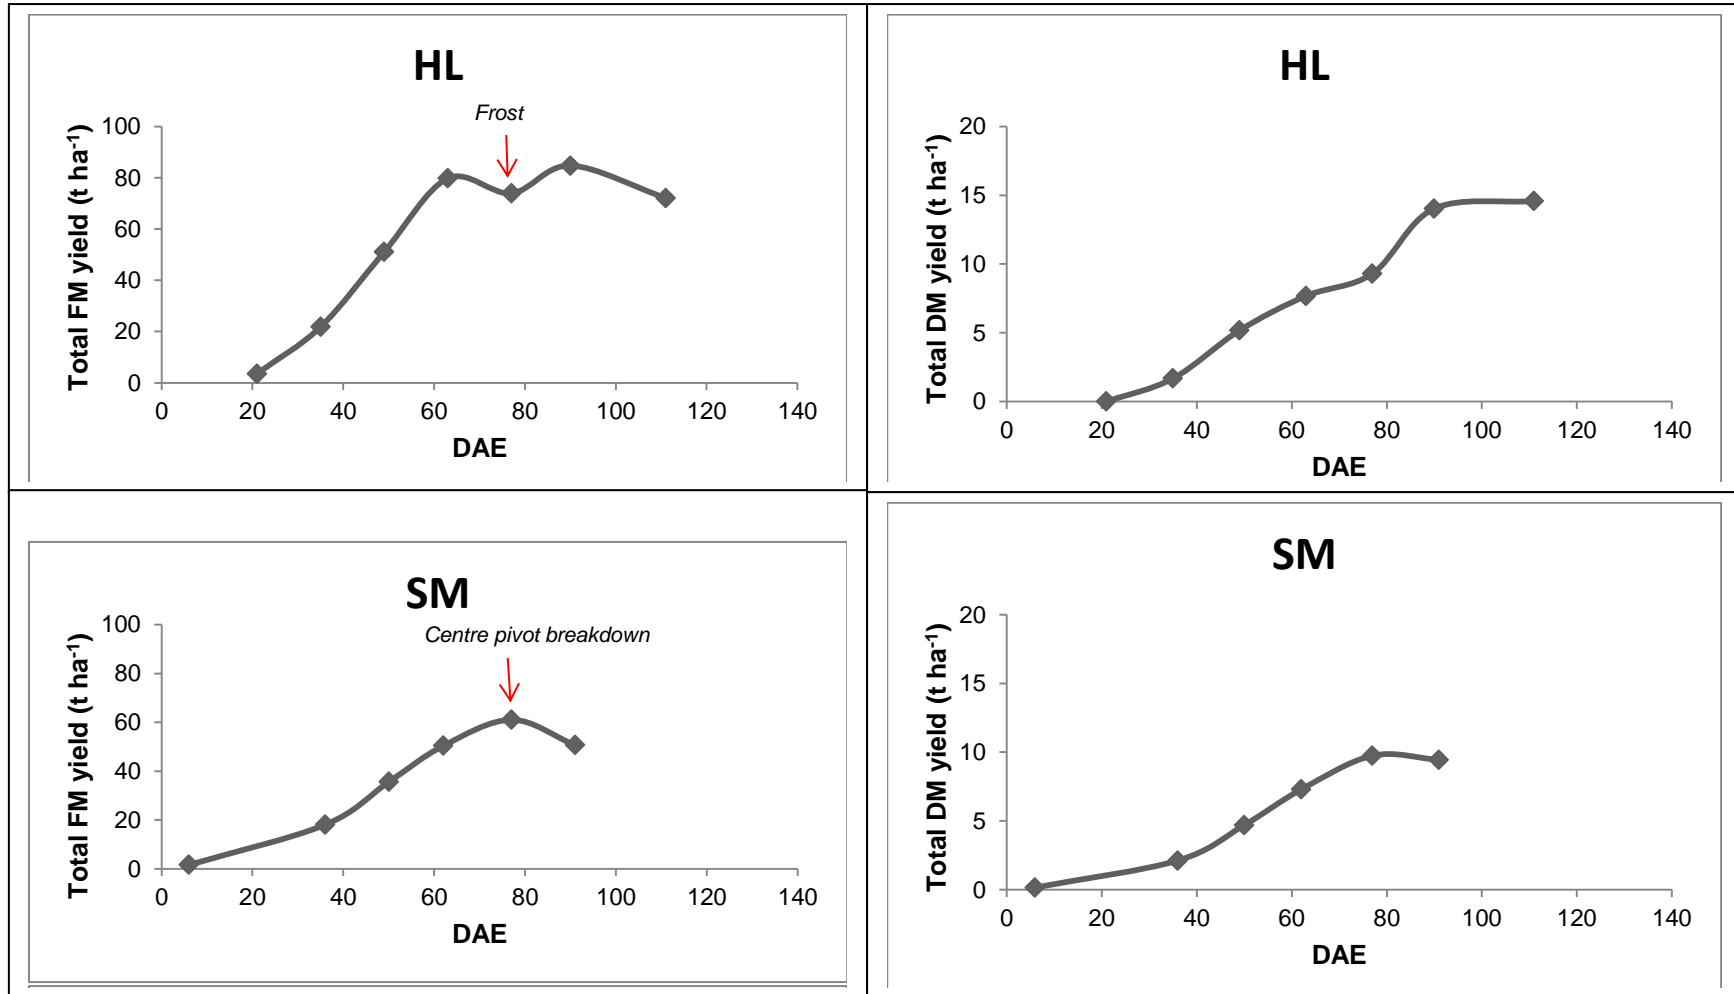 HL
Frost
Total FM yield (t ha-1)
100
80
60
40
20
0
0 20 40 60 80 100 120 140
DAE
HL
Total DM yield (t ha-1)
20
15
10
5
0
0 20 40 60 80 100 120 140
DAE
SM
Centre pivot breakdown
Total FM yield (t ha-1)
100
80
60
40
20
0
0 20 40 60 80 100 120 140
DAE
SM
Total DM yield (t ha-1)
20
15
10
5
0
0 20 40 60 80 100 120 140
DAE